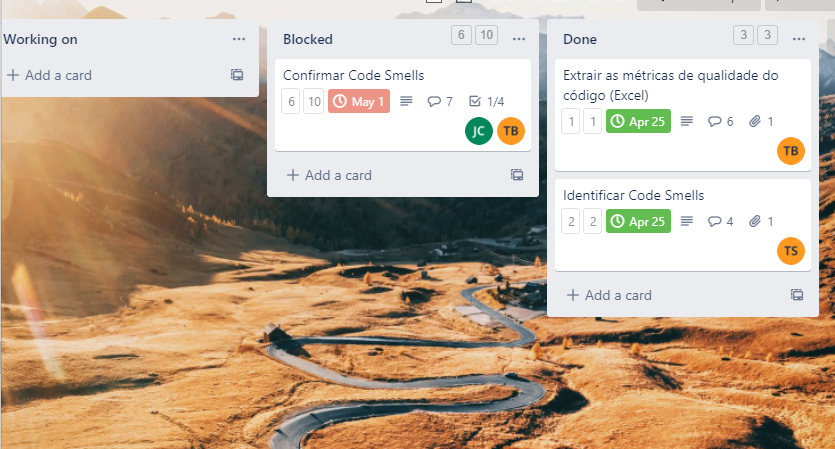 Working on
Add a card
Blocked
6 10
Confirmar Code Smells
6 10 May 1 7 1/4
JC TB
Add a card
Done
3 3
Extrair as métricas de qualidade do
código (Excel)
1 1 Apr 25 6 1
TB
Identificar Code Smells
2 2 Apr 25 4 1
TS
Add a card